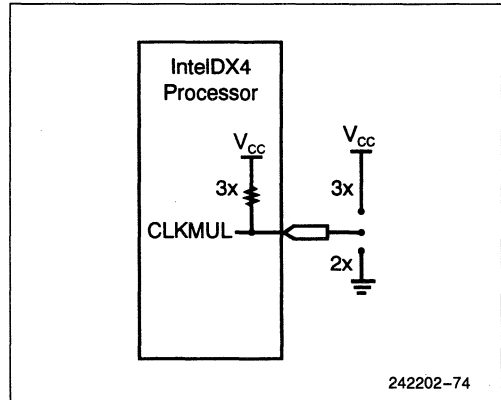 IntelDX4
Processor
V_CC
V_CC
3x
3x
CLKMUL
2x
242202-74